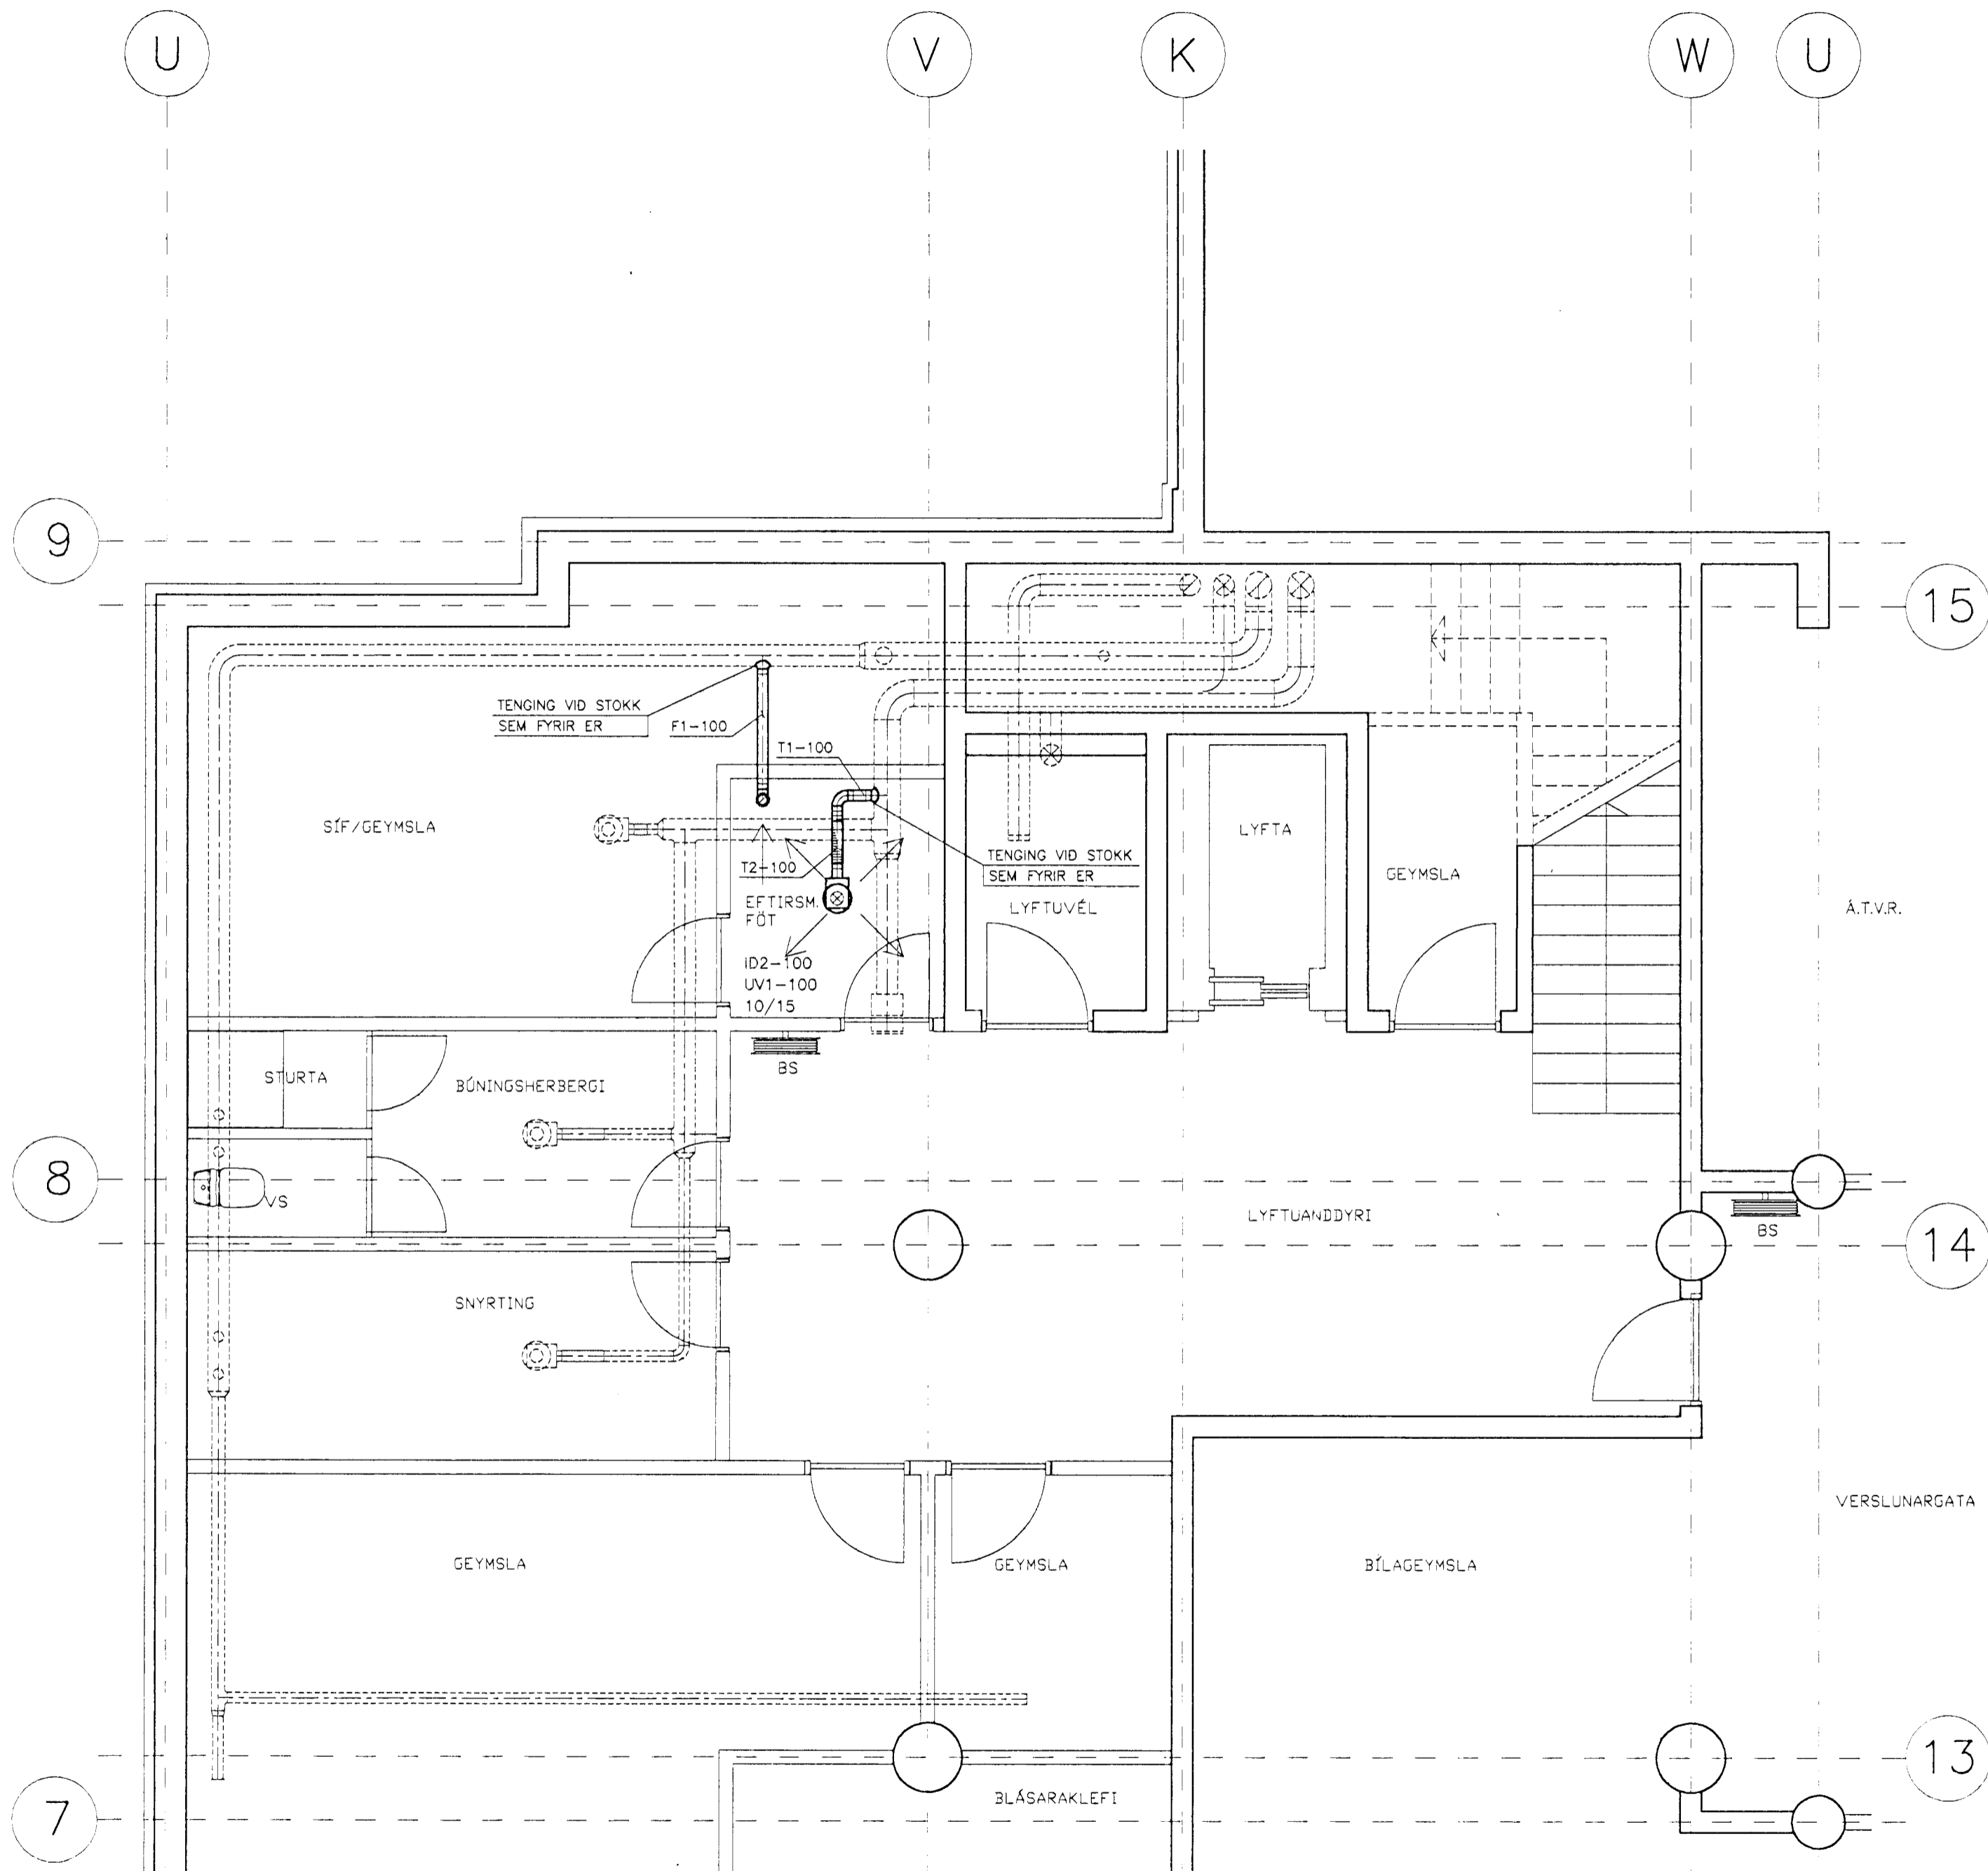 U
V
K
W
U
9
15
TENGING VID STOKK
SEM FYRIR ER
F1-100
T1-100
SÍF/GEYMSLA
LYFTA
TENGING VIÐ STOKK
SEM FYRIR ER
T2-100
GEYMSLA
EFTIRSM.
FÖT
LYFTUVÉL
Á.T.V.R.
ID2-100
UV1-100
10/15
BS
STURTA
BÚNINGSHERBERGI
8
VS
LYFTUANDDYRI
BS
14
SNYRTING
VERSLUNARGATA
GEYMSLA
GEYMSLA
BÍLAGEYMSLA
13
BLÁSARAKLEFI
7